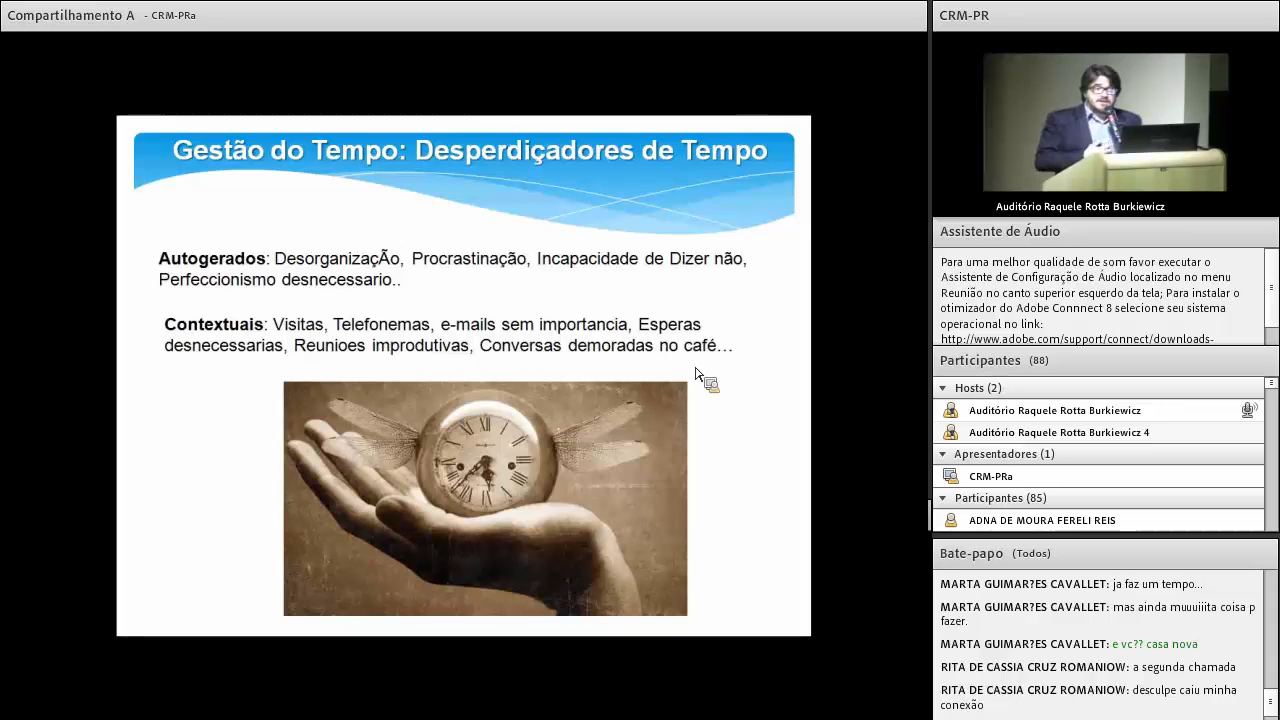 Compartilhamento A - CRM-PRa
Gestão do Tempo: Desperdiçadores de Tempo
Autogerados: DesorganizaçÃo, Procrastinação, Incapacidade de Dizer não,
Perfeccionismo desnecessario..
Contextuais: Visitas, Telefonemas, e-mails sem importancia, Esperas
desnecessarias, Reunioes improdutivas, Conversas demoradas no café…
CRM-PR
Auditório Raquele Rotta Burkiewicz
Assistente de Áudio
Para uma melhor qualidade de som favor executar o
Assistente de Configuração de Áudio localizado no menu
Reunião no canto superior esquerdo da tela; Para instalar o
otimizador do Adobe Connnect 8 selecione seu sistema
operacional no link:
http://www.adobe.com/support/connect/downloads-
Participantes (88)
Hosts (2)
Auditório Raquele Rotta Burkiewicz
Auditório Raquele Rotta Burkiewicz 4
Apresentadores (1)
CRM-PRa
Participantes (85)
ADNA DE MOURA FERELI REIS
Bate-papo (Todos)
MARTA GUIMAR?ES CAVALLET: ja faz um tempo...
MARTA GUIMAR?ES CAVALLET: mas ainda muuuiiita coisa p
fazer.
MARTA GUIMAR?ES CAVALLET: e vc?? casa nova
RITA DE CASSIA CRUZ ROMANIOW: a segunda chamada
RITA DE CASSIA CRUZ ROMANIOW: desculpe caiu minha
conexão